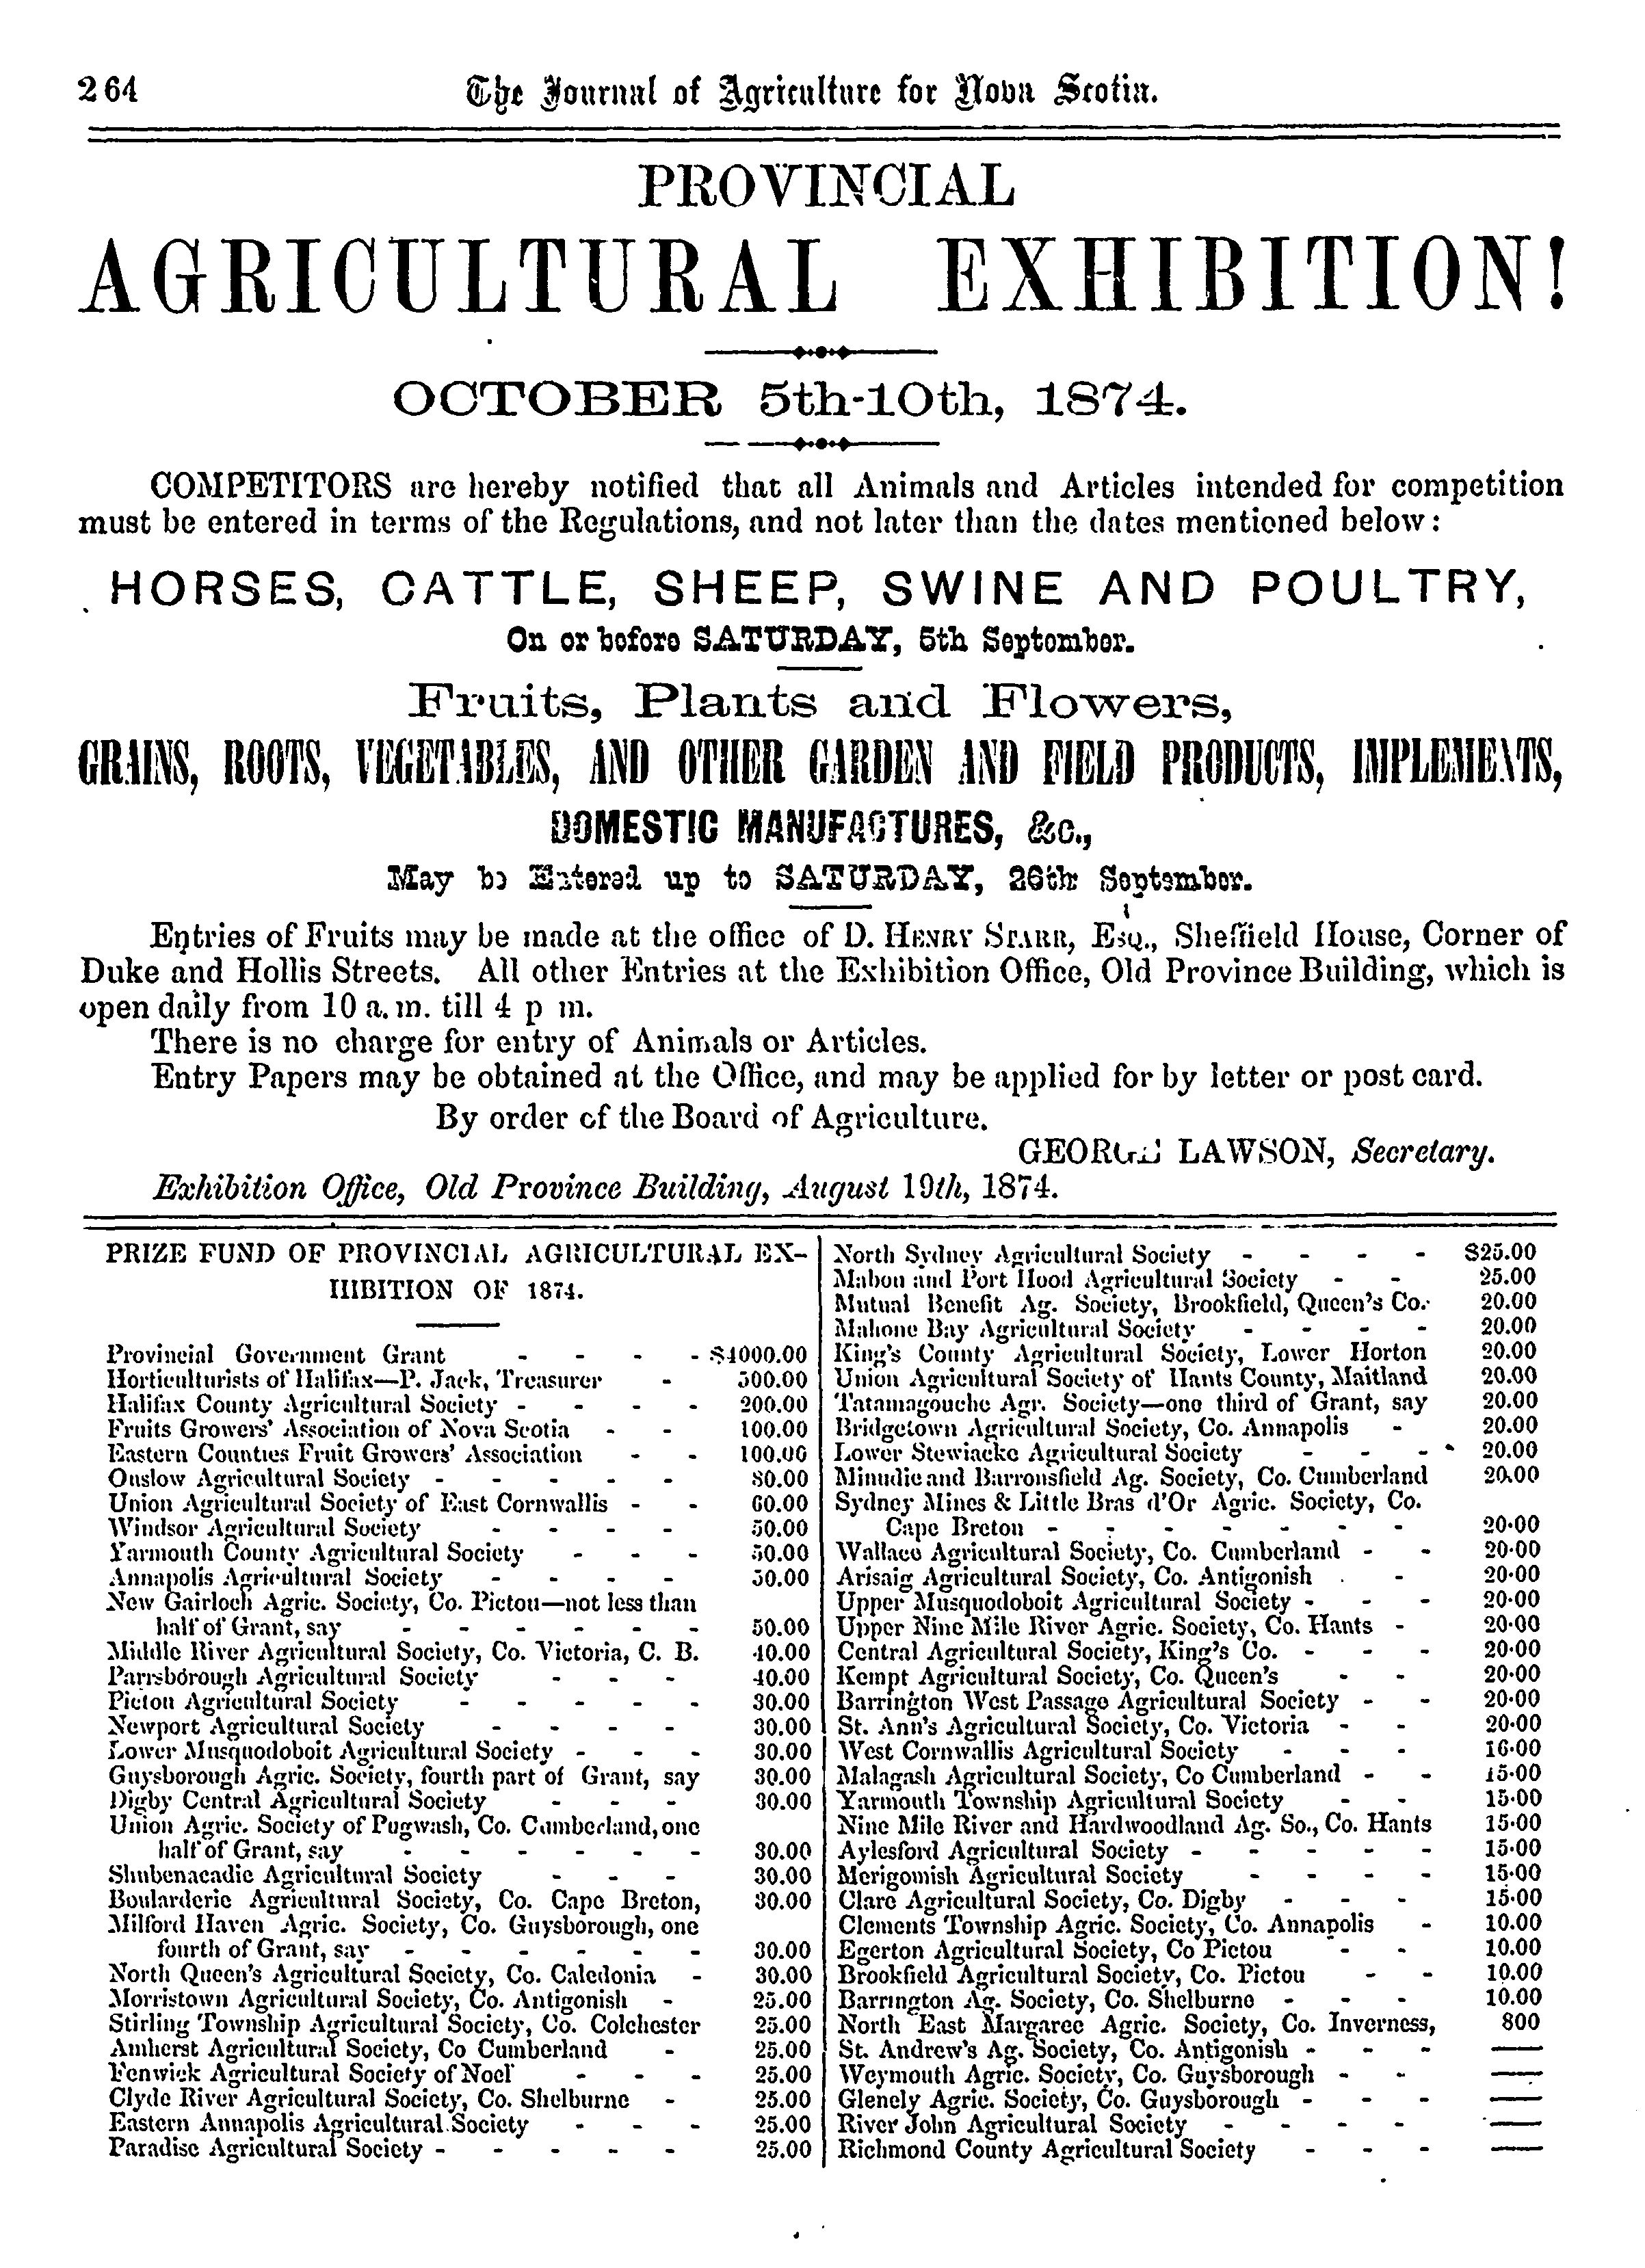 264 The Journal of Agriculture for Nova Scotia.
PROVINCIAL
AGRICULTURAL EXHIBITION!
OCTOBER 5th-10th, 1874.
COMPETITORS are hereby notified that all Animals and Articles intended for competition
must be entered in terms of the Regulations, and not later than the dates mentioned below:
HORSES, CATTLE, SHEEP, SWINE AND POULTRY,
On or before SATURDAY, 5th September.
Fruits, Plants and Flowers,
GRAINS, ROOTS, VEGETABLES, AND OTHER GARDEN AND FIELD PRODUCTS, IMPLEMENTS,
DOMESTIC MANUFACTURES, &c.,
May be Entered up to SATURDAY, 26th September.
Entries of Fruits may be made at the office of D. HENRY STARR, ESQ., Sheffield House, Corner of
Duke and Hollis Streets. All other Entries at the Exhibition Office, Old Province Building, which is
open daily from 10 a. m. till 4 p m.
There is no charge for entry of Animals or Articles.
Entry Papers may be obtained at the Office, and may be applied for by letter or post card.
By order of the Board of Agriculture.
GEORGE LAWSON, Secretary.
Exhibition Office, Old Province Building, August 19th, 1874.
PRIZE FUND OF PROVINCIAL AGRICULTURAL EX-
HIBITION OF 1874.
Provincial Government Grant - - - - $4000.00
Horticulturists of Halifax—P. Jack, Treasurer - 500.00
Halifax County Agricultural Society - - - - 200.00
Fruits Growers' Association of Nova Scotia - - 100.00
Eastern Counties Fruit Growers' Association - - 100.00
Onslow Agricultural Society - - - - - 80.00
Union Agricultural Society of East Cornwallis - - 60.00
Windsor Agricultural Society - - - - 50.00
Yarmouth County Agricultural Society - - - 50.00
Annapolis Agricultural Society - - - - 50.00
New Gairloch Agric. Society, Co. Pictou—not less than
half of Grant, say - - - - - - 50.00
Middle River Agricultural Society, Co. Victoria, C. B. 40.00
Parrsborough Agricultural Society - - - 40.00
Pictou Agricultural Society - - - - - 30.00
Newport Agricultural Society - - - - 30.00
Lower Musquodoboit Agricultural Society - - - 30.00
Guysborough Agric. Society, fourth part of Grant, say 30.00
Digby Central Agricultural Society - - - 30.00
Union Agric. Society of Pugwash, Co. Cumberland, one
half of Grant, say - - - - - - 30.00
Shubenacadie Agricultural Society - - - 30.00
Boularderie Agricultural Society, Co. Cape Breton, 30.00
Milford Haven Agric. Society, Co. Guysborough, one
fourth of Grant, say - - - - - - 30.00
North Queen's Agricultural Society, Co. Caledonia - 30.00
Morristown Agricultural Society, Co. Antigonish - 25.00
Stirling Township Agricultural Society, Co. Colchester 25.00
Amherst Agricultural Society, Co Cumberland - 25.00
Fenwick Agricultural Society of Noel - - - 25.00
Clyde River Agricultural Society, Co. Shelburne - 25.00
Eastern Annapolis Agricultural Society - - - 25.00
Paradise Agricultural Society - - - - - 25.00
North Sydney Agricultural Society - - - - $25.00
Mabou and Port Hood Agricultural Society - - 25.00
Mutual Benefit Ag. Society, Brookfield, Queen's Co. 20.00
Mahone Bay Agricultural Society - - - - 20.00
King's County Agricultural Society, Lower Horton 20.00
Union Agricultural Society of Hants County, Maitland 20.00
Tatamagouche Agr. Society—one third of Grant, say 20.00
Bridgetown Agricultural Society, Co. Annapolis - 20.00
Lower Stewiacke Agricultural Society - - - 20.00
Minudie and Barronsfield Ag. Society, Co. Cumberland 20.00
Sydney Mines & Little Bras d'Or Agric. Society, Co.
Cape Breton - - - - - - - 20·00
Wallace Agricultural Society, Co. Cumberland - - 20·00
Arisaig Agricultural Society, Co. Antigonish - 20·00
Upper Musquodoboit Agricultural Society - - - 20·00
Upper Nine Mile River Agric. Society, Co. Hants - 20·00
Central Agricultural Society, King's Co. - - - 20·00
Kempt Agricultural Society, Co. Queen's - - 20·00
Barrington West Passage Agricultural Society - - 20·00
St. Ann's Agricultural Society, Co. Victoria - - 20·00
West Cornwallis Agricultural Society - - - 16·00
Malagash Agricultural Society, Co Cumberland - - 15·00
Yarmouth Township Agricultural Society - - 15·00
Nine Mile River and Hardwoodland Ag. So., Co. Hants 15·00
Aylesford Agricultural Society - - - - - 15·00
Merigomish Agricultural Society - - - - 15·00
Clare Agricultural Society, Co. Digby - - - 15·00
Clements Township Agric. Society, Co. Annapolis - 10.00
Egerton Agricultural Society, Co Pictou - - 10.00
Brookfield Agricultural Society, Co. Pictou - - 10.00
Barrington Ag. Society, Co. Shelburne - - - 10.00
North East Margaree Agric. Society, Co. Inverness, 800
St. Andrew's Ag. Society, Co. Antigonish - - - ——
Weymouth Agric. Society, Co. Guysborough - - ——
Glenely Agric. Society, Co. Guysborough - - - ——
River John Agricultural Society - - - - ——
Richmond County Agricultural Society - - - ——